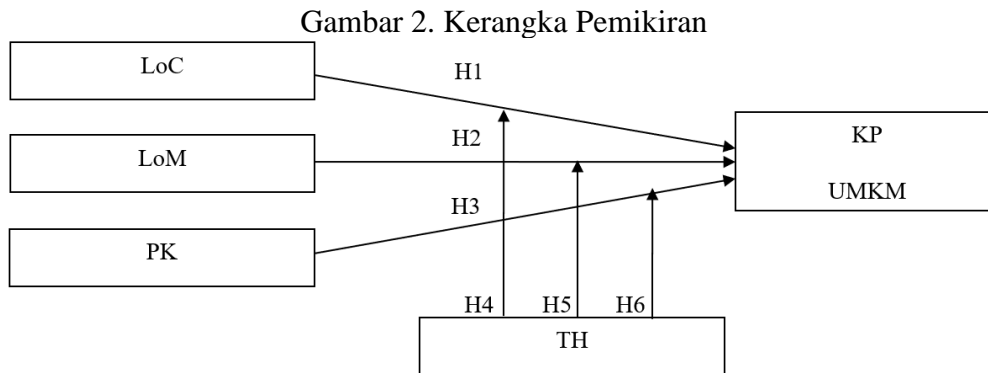 Gambar 2. Kerangka Pemikiran
LoC
H1
LoM
H2
KP
UMKM
H3
PK
H4 H5 H6
TH